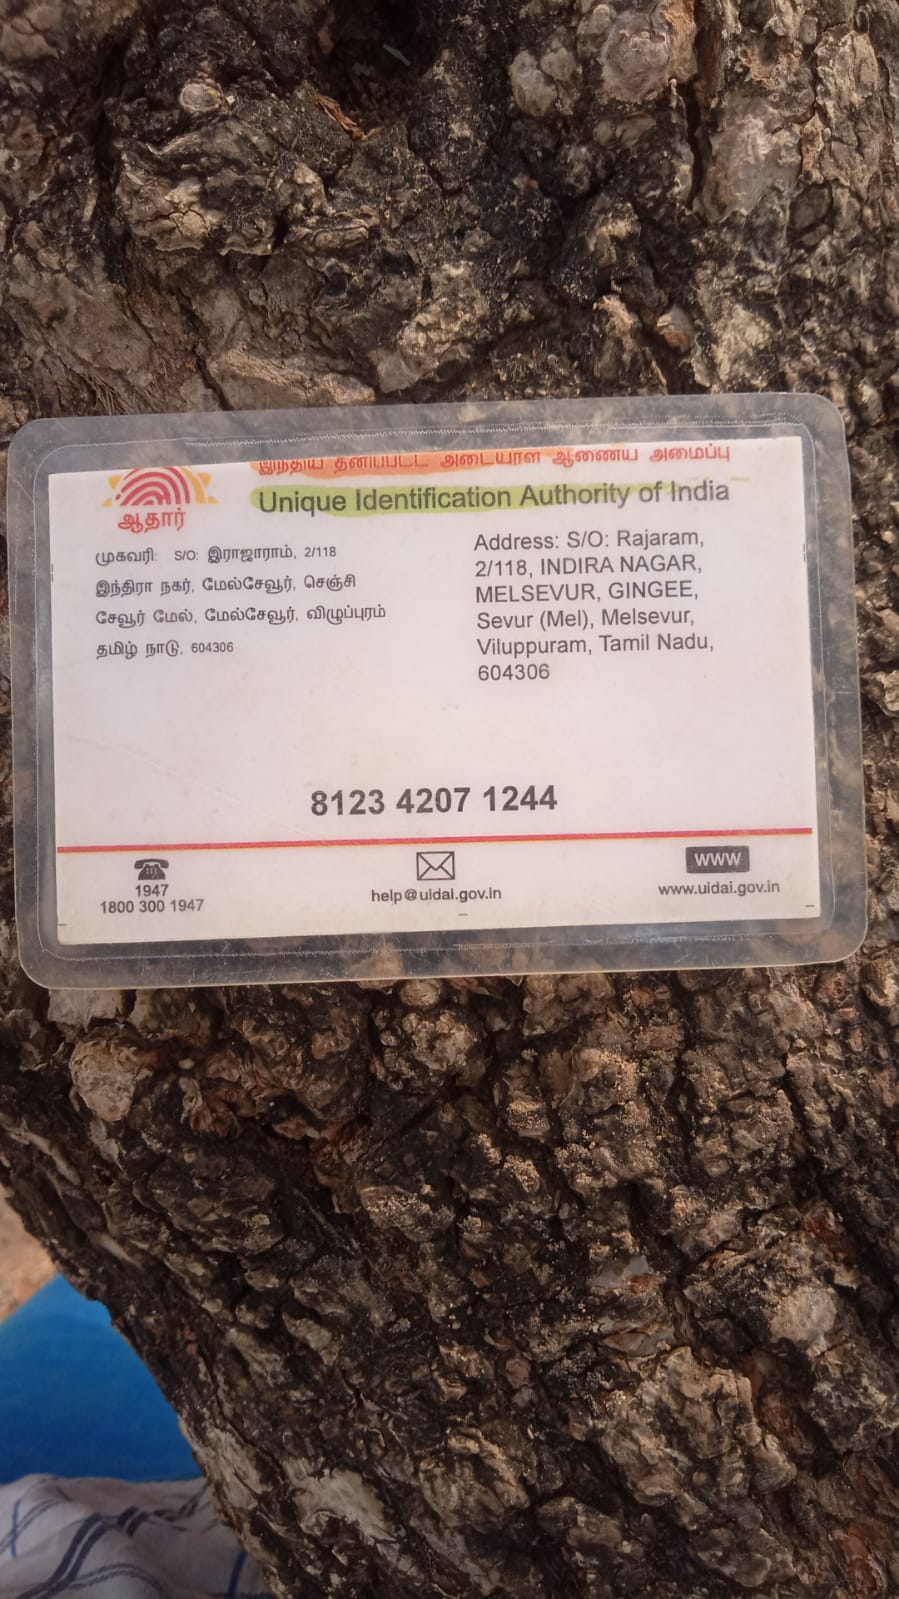 இந்திய தனிப்பட்ட அடையாள ஆணைய அமைப்பு
Unique Identification Authority of India
ஆதார்
முகவரி: S/O: இராஜாராம், 2/118
இந்திரா நகர், மேல்சேவூர், செஞ்சி
சேவூர் மேல், மேல்சேவூர், விழுப்புரம்
தமிழ் நாடு, 604306
Address: S/O: Rajaram,
2/118, INDIRA NAGAR,
MELSEVUR, GINGEE,
Sevur (Mel), Melsevur,
Viluppuram, Tamil Nadu,
604306
8123 4207 1244
1947
1800 300 1947
help@uidai.gov.in
WWW
www.uidai.gov.in